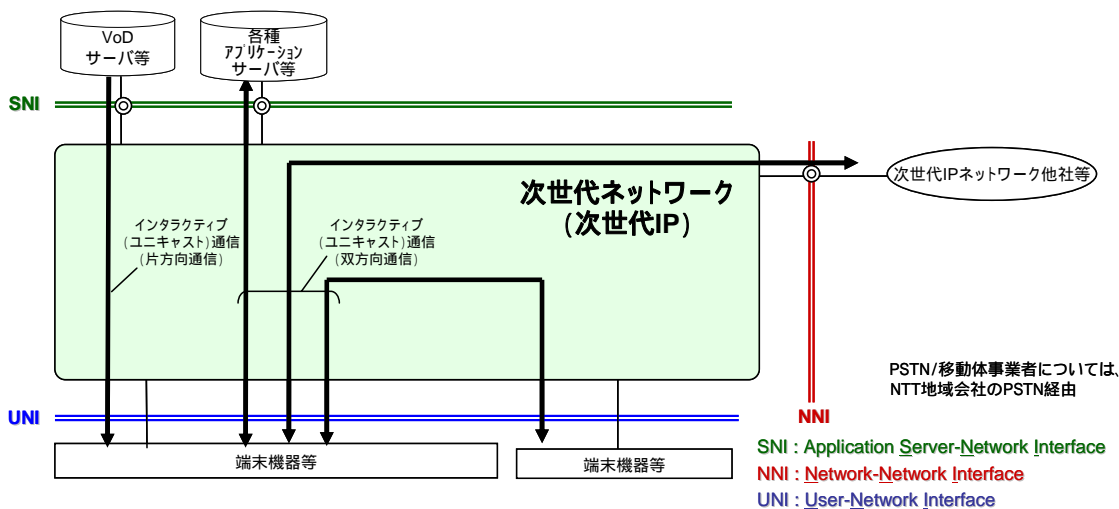 VoD
サーバ等
各種
アプリケーション
サーバ等
SNI
次世代ネットワーク
(次世代IP)
次世代IPネットワーク他社等
インタラクティブ
(ユニキャスト)通信
(片方向通信)
インタラクティブ
(ユニキャスト)通信
(双方向通信)
PSTN/移動体事業者については、
NTT地域会社のPSTN経由
UNI
NNI
端末機器等
端末機器等
SNI : Application Server-Network Interface
NNI : Network-Network Interface
UNI : User-Network Interface